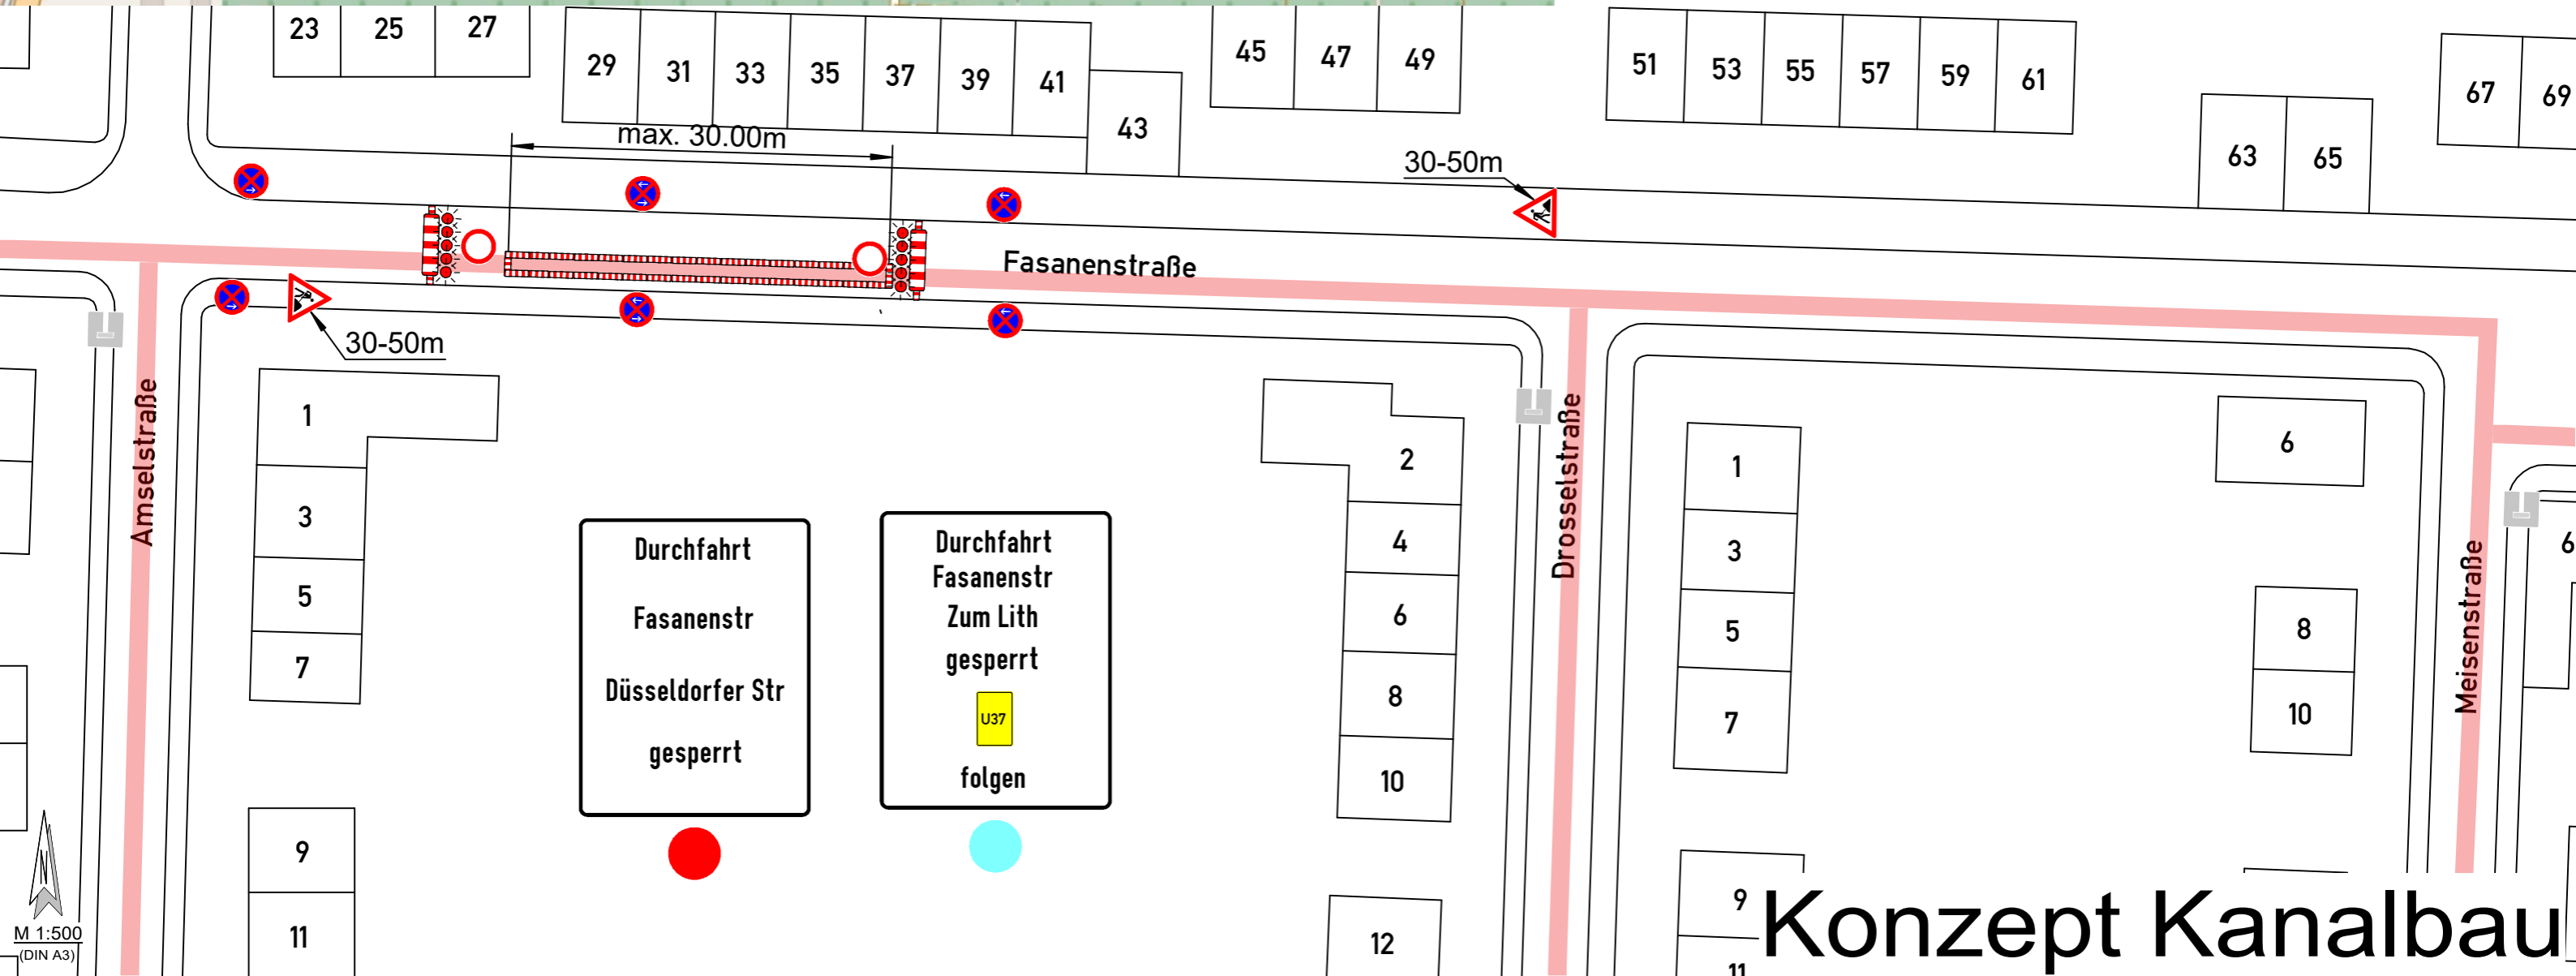 23 25 27
29 31 33 35 37 39 41
43
45 47 49
51 53 55 57 59 61
63 65
67 69
max. 30.00m
30-50m
Fasanenstraße
30-50m
Amselstraße
1
3
5
7
9
11
Durchfahrt
Fasanenstr
Düsseldorfer Str
gesperrt
Durchfahrt
Fasanenstr
Zum Lith
gesperrt
U37
folgen
2
4
6
8
10
12
Drosselstraße
1
3
5
7
9
11
6
8
10
Meisenstraße
6
N
M 1:500
(DIN A3)
Konzept Kanalbau